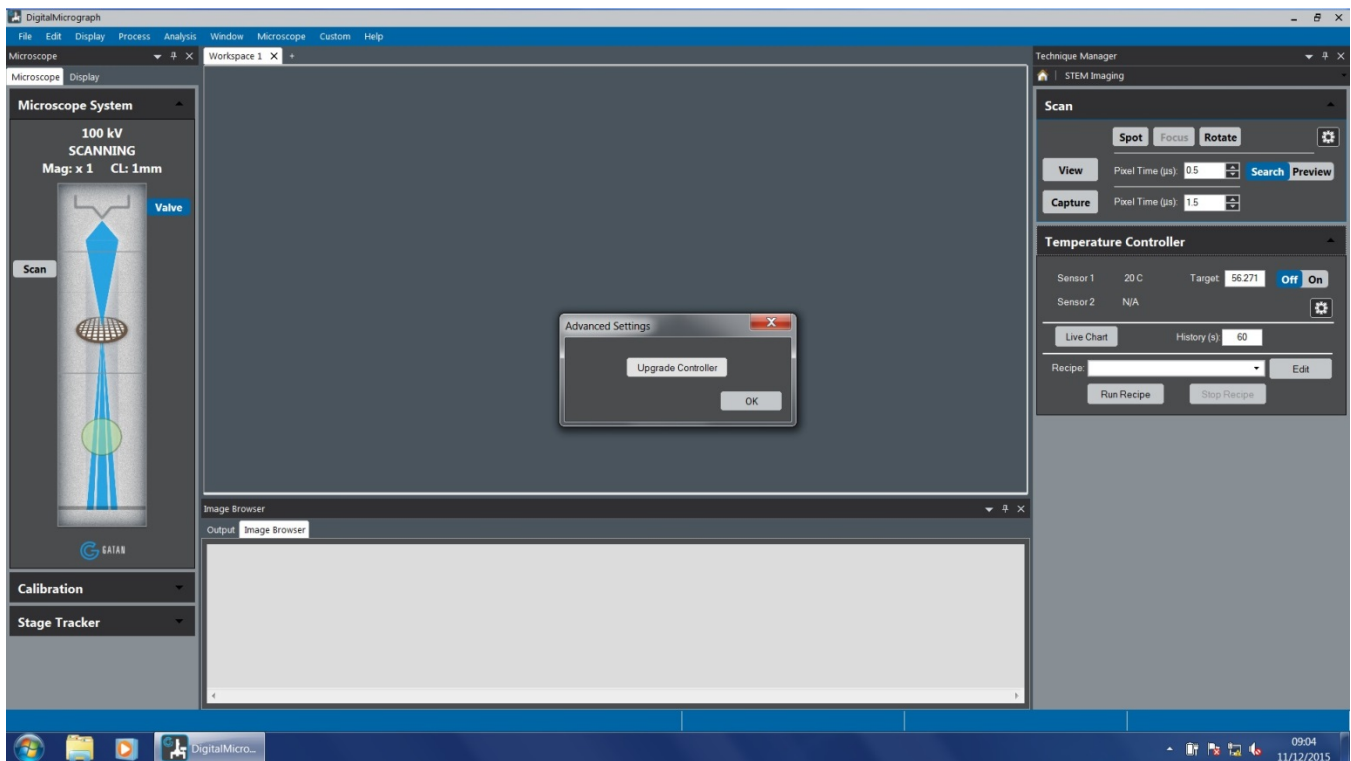 DigitalMicrograph
File Edit Display Process Analysis Window Microscope Custom Help
Microscope
Microscope Display
Microscope System
100 kV
SCANNING
Mag: x 1 CL: 1mm
Valve
Scan
GATAN
Calibration
Stage Tracker
Workspace 1 X +
Advanced Settings
Upgrade Controller
OK
Image Browser
Output Image Browser
Technique Manager
STEM Imaging
Scan
Spot Focus Rotate
View Pixel Time (µs): 0.5 Search Preview
Capture Pixel Time (µs): 1.5
Temperature Controller
Sensor 1 20 C Target: 56.271 Off On
Sensor 2 N/A
Live Chart History (s): 60
Recipe: Edit
Run Recipe Stop Recipe
DigitalMicro...
09:04
11/12/2015